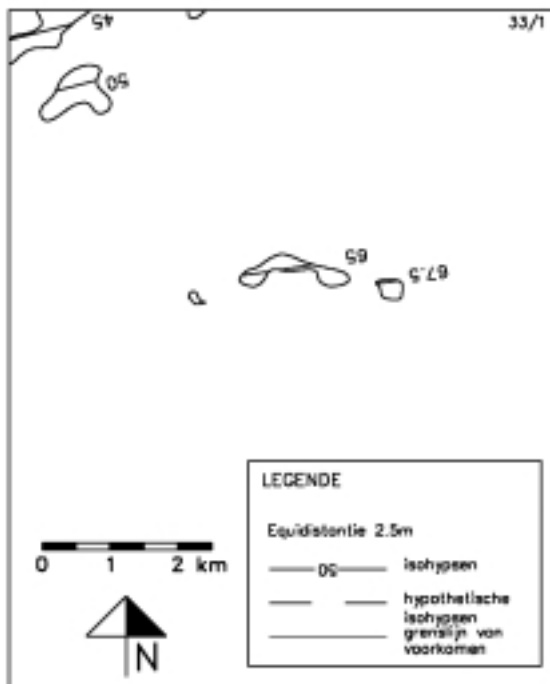 33/1
45
50
65
67.5
LEGENDE
Equidistantie 2.5m
50 isohypsen
hypothetische
isohypsen
grenslijn van
voorkomen
0 1 2 km
N